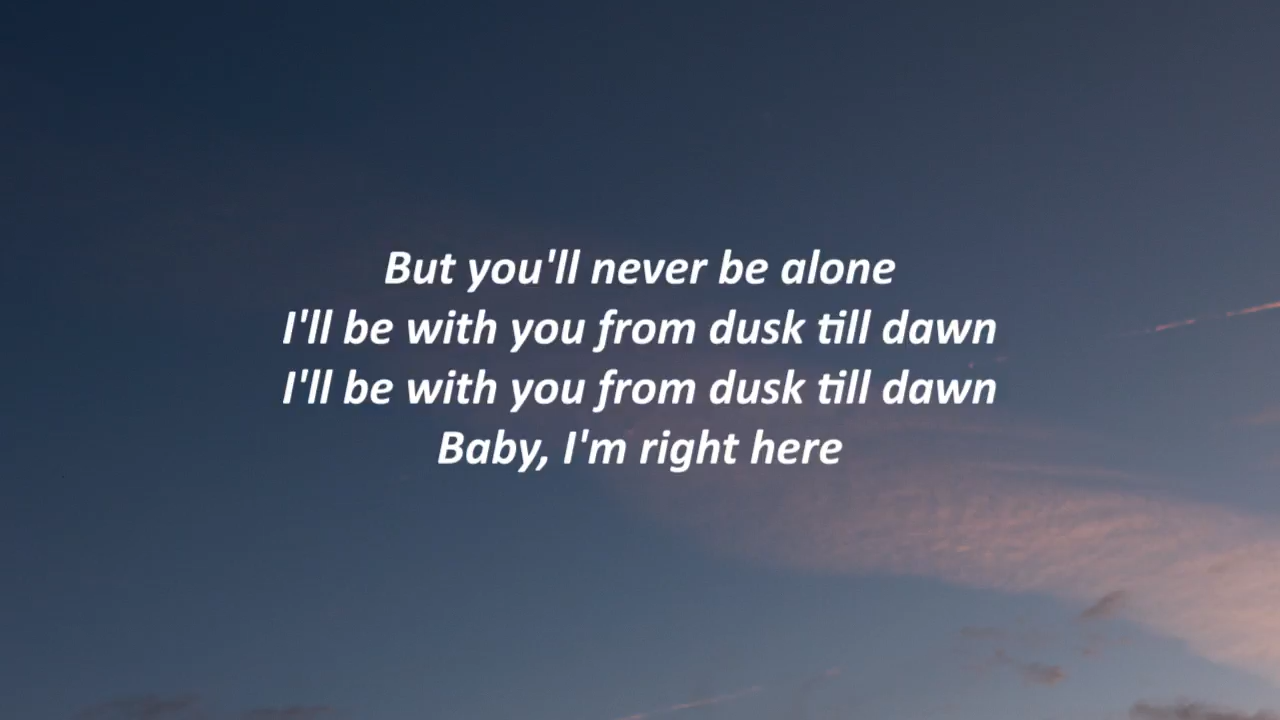 But you'll never be alone
I'll be with you from dusk till dawn
I'll be with you from dusk till dawn
Baby, I'm right here